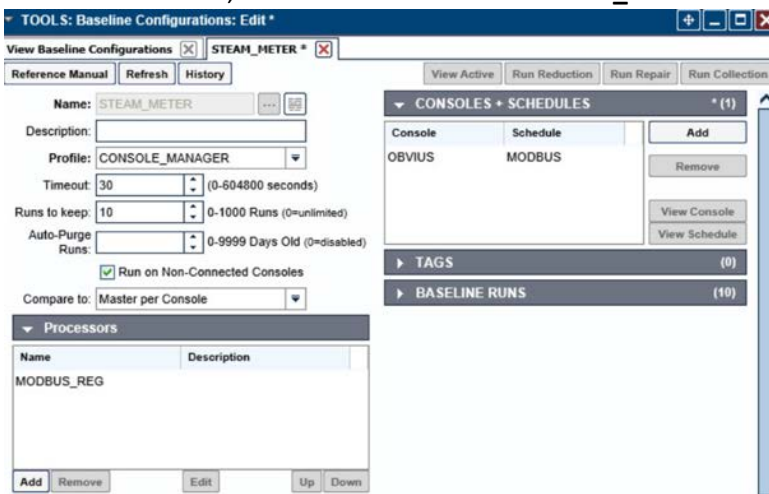 TOOLS: Baseline Configurations: Edit *
View Baseline Configurations STEAM_METER *
Reference Manual Refresh History View Active Run Reduction Run Repair Run Collection
Name: STEAM_METER ...
Description:
Profile: CONSOLE_MANAGER
Timeout: 30 (0-604800 seconds)
Runs to keep: 10 0-1000 Runs (0=unlimited)
Auto-Purge
Runs: 0-9999 Days Old (0=disabled)
Run on Non-Connected Consoles
Compare to: Master per Console
Processors
Name Description
MODBUS_REG
Add Remove Edit Up Down
CONSOLES + SCHEDULES * (1)
Console Schedule Add
OBVIUS MODBUS
Remove
View Console
View Schedule
TAGS (0)
BASELINE RUNS (10)